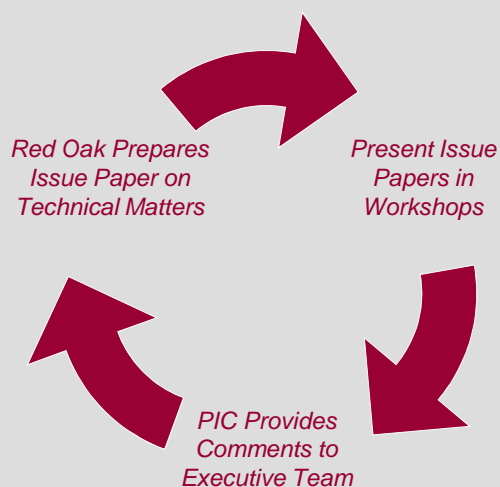 Red Oak Prepares
Issue Paper on
Technical Matters
Present Issue
Papers in
Workshops
PIC Provides
Comments to
Executive Team